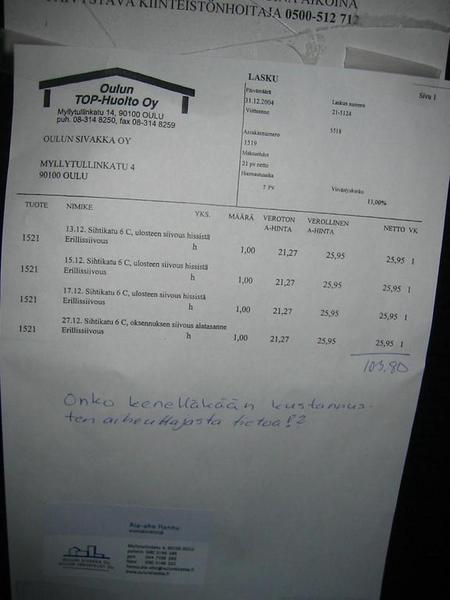 KIINTEISTÖNHOITAJA 0500-512 712
LASKU
Sivu 1
Oulun
TOP-Huolto Oy
Myllytullinkatu 14, 90100 OULU
puh. 08-314 8250, fax 08-314 8259
Päivämäärä
31.12.2004
Laskun numero
21-5124
Viitteenne
5518
Asiakasnumero
1519
Maksuehdot
21 pv netto
Huomautusaika
7 PV
Viivästyskorko
11,00%
OULUN SIVAKKA OY
MYLLYTULLINKATU 4
90100 OULU
TUOTE NIMIKE YKS. MÄÄRÄ VEROTON A-HINTA VEROLLINEN A-HINTA NETTO VK
13.12. Sihtikatu 6 C, ulosteen siivous hissistä
1521 Erillissiivous h 1,00 21,27 25,95 25,95 1
15.12. Sihtikatu 6 C, ulosteen siivous hissistä
1521 Erillissiivous h 1,00 21,27 25,95 25,95 1
17.12. Sihtikatu 6 C, ulosteen siivous hissistä
1521 Erillissiivous h 1,00 21,27 25,95 25,95 1
27.12. Sihtikatu 6 C, oksennuksen siivous alatasanne
1521 Erillissiivous h 1,00 21,27 25,95 25,95 1
103,80
Onko kenelläkään kustannus-
ten aiheuttajasta tietoa!?
Ala-aho Hannu